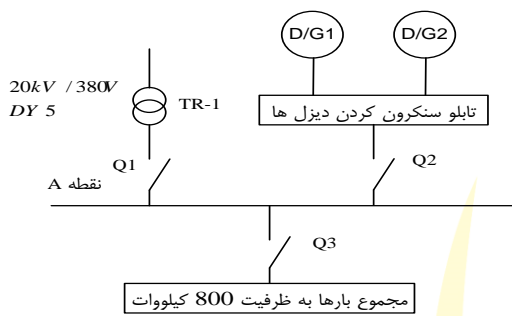 D/G1
D/G2
20kV / 380V
DY 5
TR-1
تابلو سنکرون کردن دیزل ها
Q1
Q2
نقطه A
Q3
مجموع بارها به ظرفیت 800 کیلووات